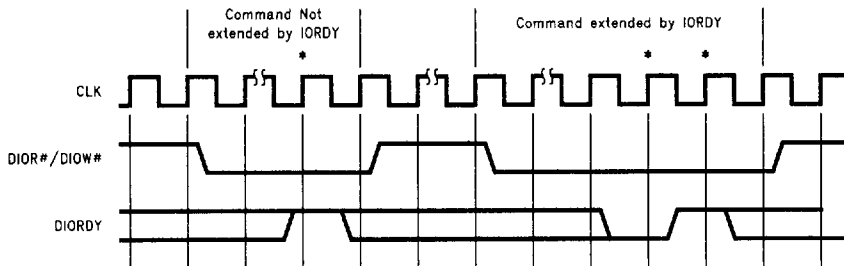 Command Not
extended by IORDY
Command extended by IORDY
*
*
*
CLK
DIOR#/DIOW#
DIORDY